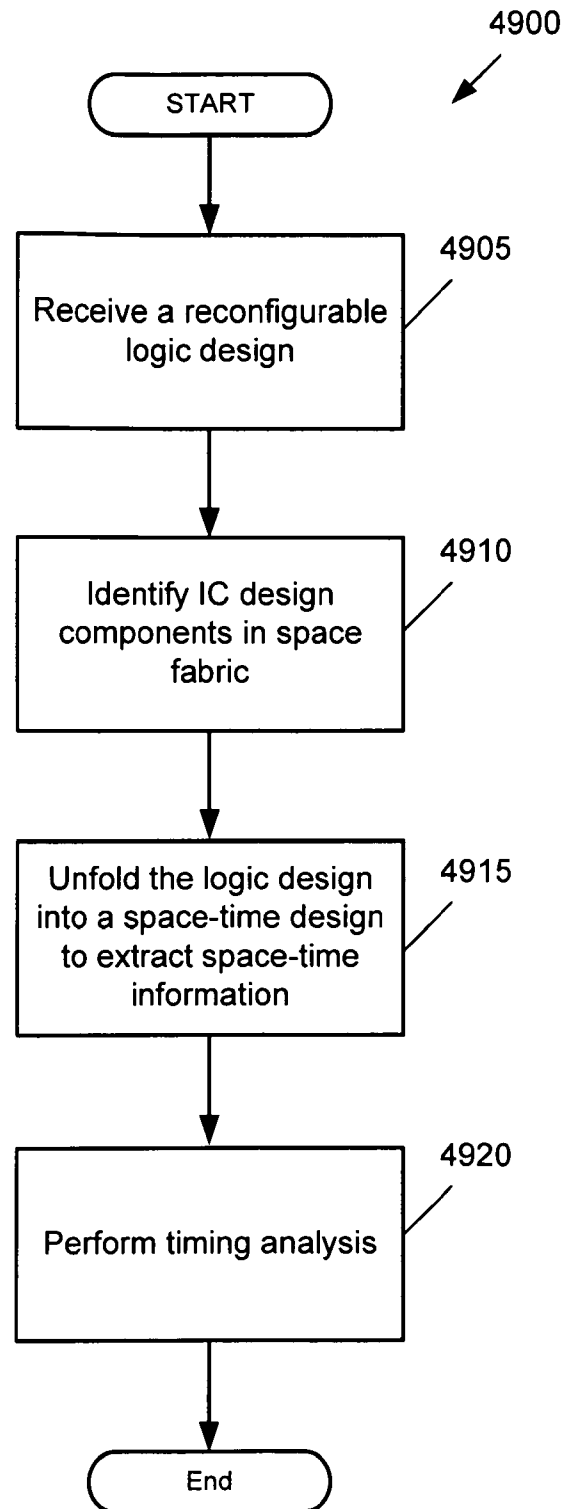 4900
START
4905
Receive a reconfigurable
logic design
4910
Identify IC design
components in space
fabric
4915
Unfold the logic design
into a space-time design
to extract space-time
information
4920
Perform timing analysis
End